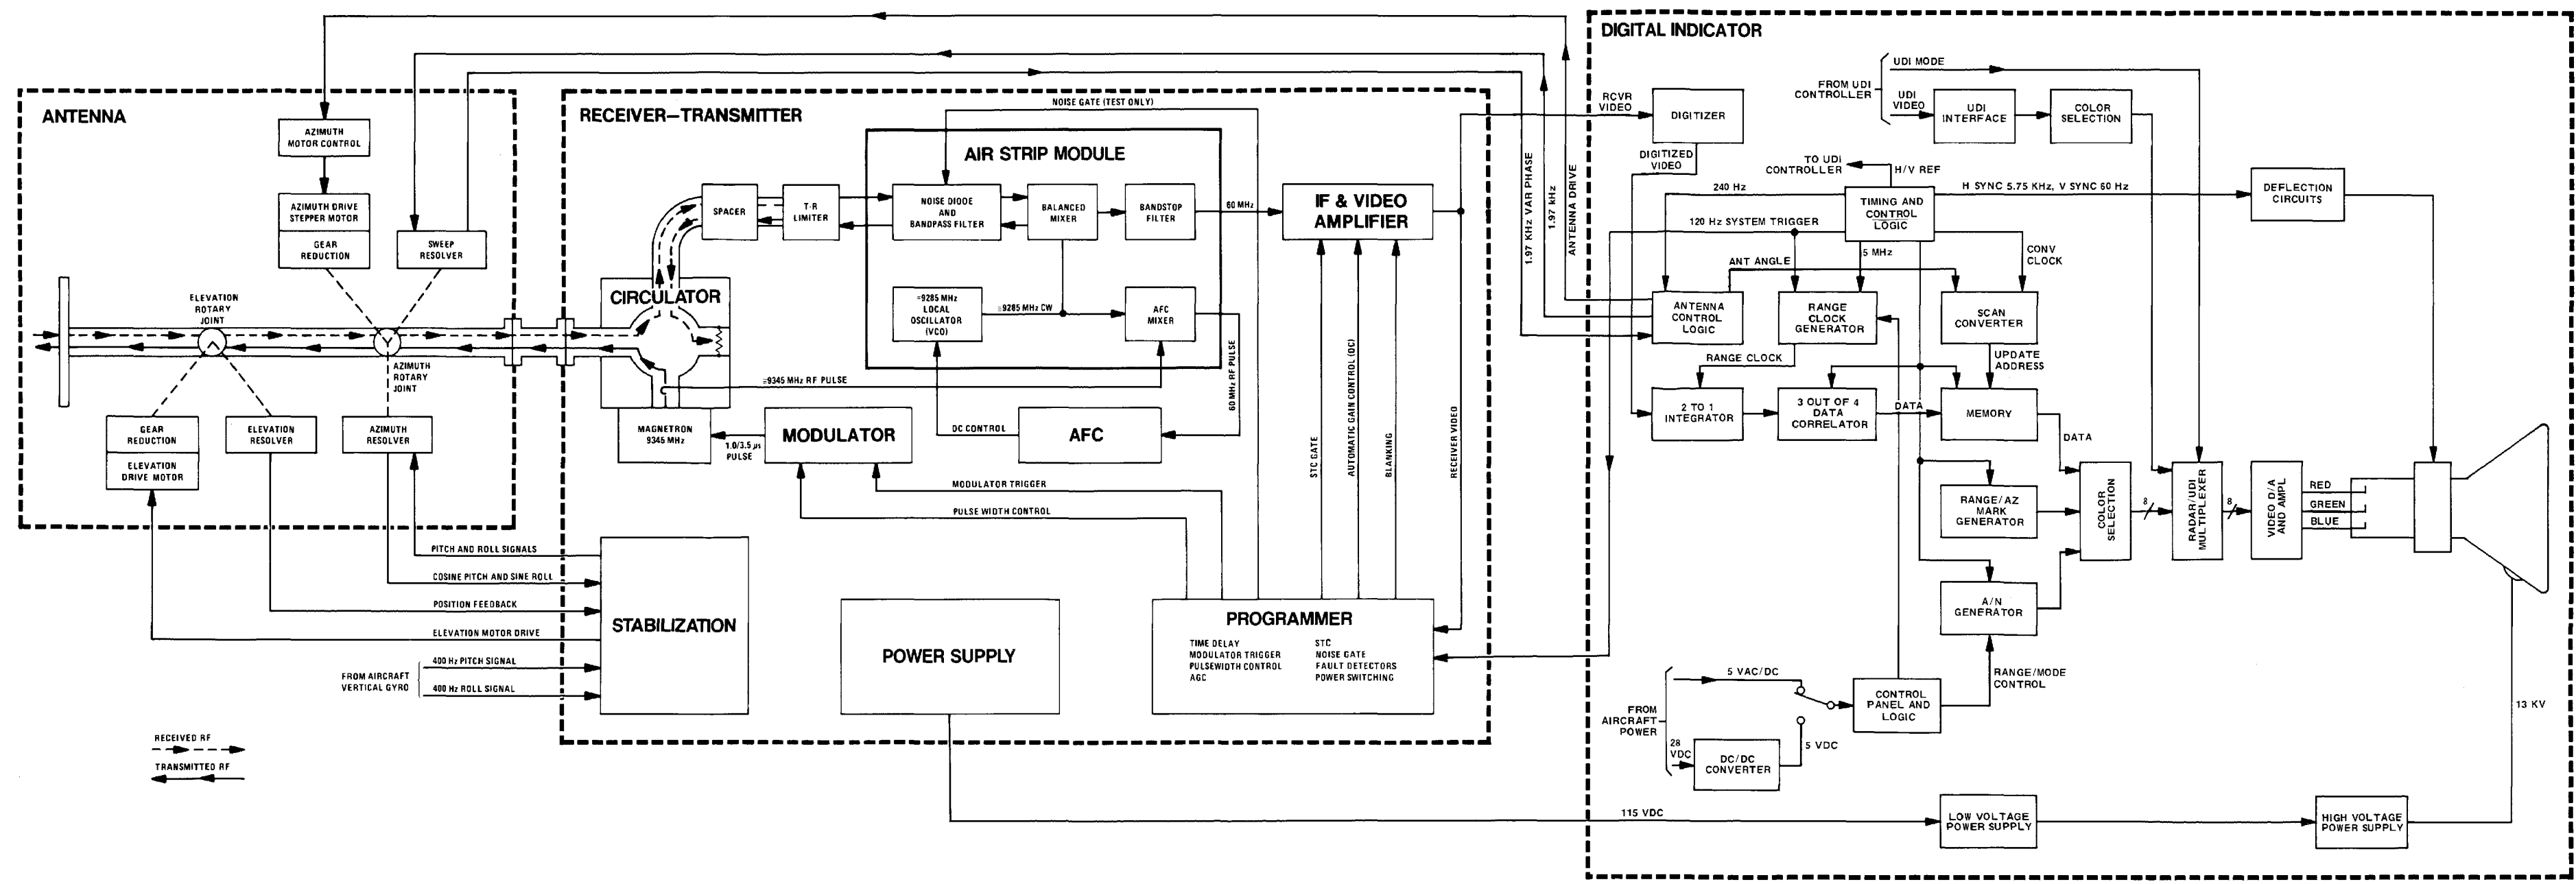 ANTENNA
AZIMUTH
MOTOR CONTROL
AZIMUTH DRIVE
STEPPER MOTOR
GEAR
REDUCTION
SWEEP
RESOLVER
ELEVATION
ROTARY
JOINT
AZIMUTH
ROTARY
JOINT
GEAR
REDUCTION
ELEVATION
DRIVE MOTOR
ELEVATION
RESOLVER
AZIMUTH
RESOLVER
PITCH AND ROLL SIGNALS
COSINE PITCH AND SINE ROLL
POSITION FEEDBACK
ELEVATION MOTOR DRIVE
FROM AIRCRAFT
VERTICAL GYRO
400 Hz PITCH SIGNAL
400 Hz ROLL SIGNAL
RECEIVED RF
TRANSMITTED RF
RECEIVER–TRANSMITTER
NOISE GATE (TEST ONLY)
AIR STRIP MODULE
SPACER
T-R
LIMITER
NOISE DIODE
AND
BANDPASS FILTER
BALANCED
MIXER
BANDSTOP
FILTER
60 MHz
IF & VIDEO
AMPLIFIER
CIRCULATOR
≈9285 MHz
LOCAL
OSCILLATOR
(VCO)
≈9285 MHz CW
AFC
MIXER
≈9345 MHz RF PULSE
60 MHz RF PULSE
MAGNETRON
9345 MHz
1.0/3.5 µs
PULSE
MODULATOR
DC CONTROL
AFC
MODULATOR TRIGGER
PULSE WIDTH CONTROL
STC GATE
AUTOMATIC GAIN CONTROL (DC)
BLANKING
RECEIVER VIDEO
STABILIZATION
POWER SUPPLY
PROGRAMMER
TIME DELAY
MODULATOR TRIGGER
PULSEWIDTH CONTROL
AGC
STC
NOISE GATE
FAULT DETECTORS
POWER SWITCHING
1.97 KHz VAR PHASE
1.97 kHz
ANTENNA DRIVE
DIGITAL INDICATOR
RCVR
VIDEO
DIGITIZER
DIGITIZED
VIDEO
FROM UDI
CONTROLLER
UDI MODE
UDI
VIDEO
UDI
INTERFACE
COLOR
SELECTION
TO UDI
CONTROLLER
H/V REF
240 Hz
TIMING AND
CONTROL
LOGIC
H SYNC 5.75 KHz, V SYNC 60 Hz
DEFLECTION
CIRCUITS
120 Hz SYSTEM TRIGGER
5 MHz
CONV
CLOCK
ANT ANGLE
ANTENNA
CONTROL
LOGIC
RANGE
CLOCK
GENERATOR
SCAN
CONVERTER
RANGE CLOCK
UPDATE
ADDRESS
2 TO 1
INTEGRATOR
3 OUT OF 4
DATA
CORRELATOR
DATA
MEMORY
DATA
RANGE/AZ
MARK
GENERATOR
COLOR
SELECTION
8
RADAR/UDI
MULTIPLEXER
8
VIDEO D/A
AND AMPL
RED
GREEN
BLUE
A/N
GENERATOR
RANGE/MODE
CONTROL
FROM
AIRCRAFT
POWER
5 VAC/DC
CONTROL
PANEL AND
LOGIC
28
VDC
DC/DC
CONVERTER
5 VDC
13 KV
115 VDC
LOW VOLTAGE
POWER SUPPLY
HIGH VOLTAGE
POWER SUPPLY